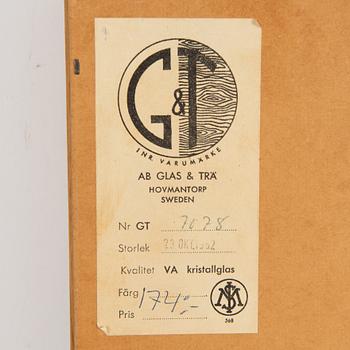 G&T
INR. VARUMÄRKE
AB GLAS & TRÄ
HOVMANTORP
SWEDEN
Nr GT 7078
Storlek 23 OKT. 1962
Kvalitet VA kristallglas
Färg
Pris 174:-
368